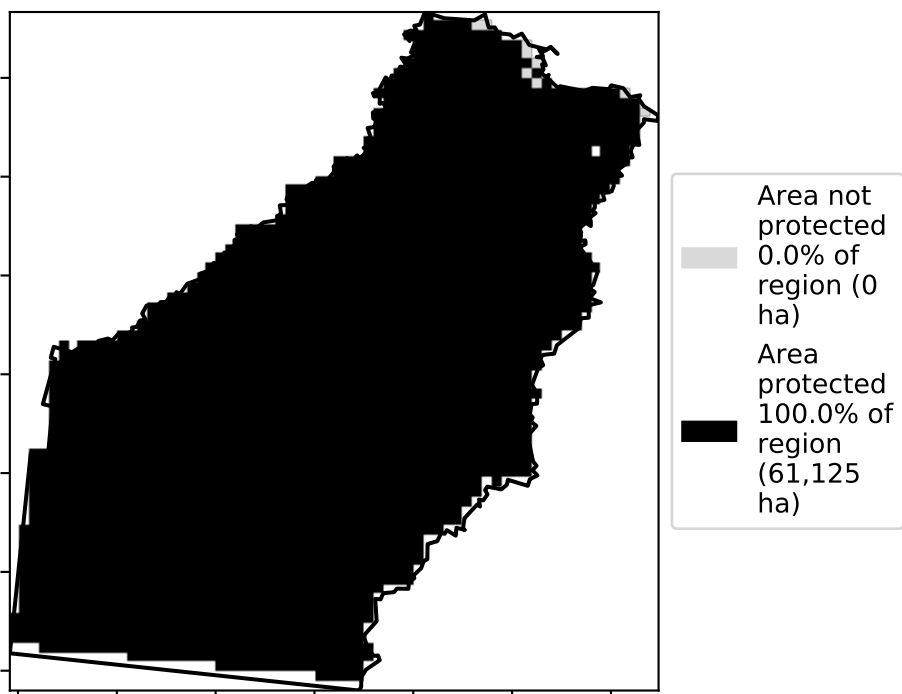 Area not
protected
0.0% of
region (0
ha)
Area
protected
100.0% of
region
(61,125
ha)